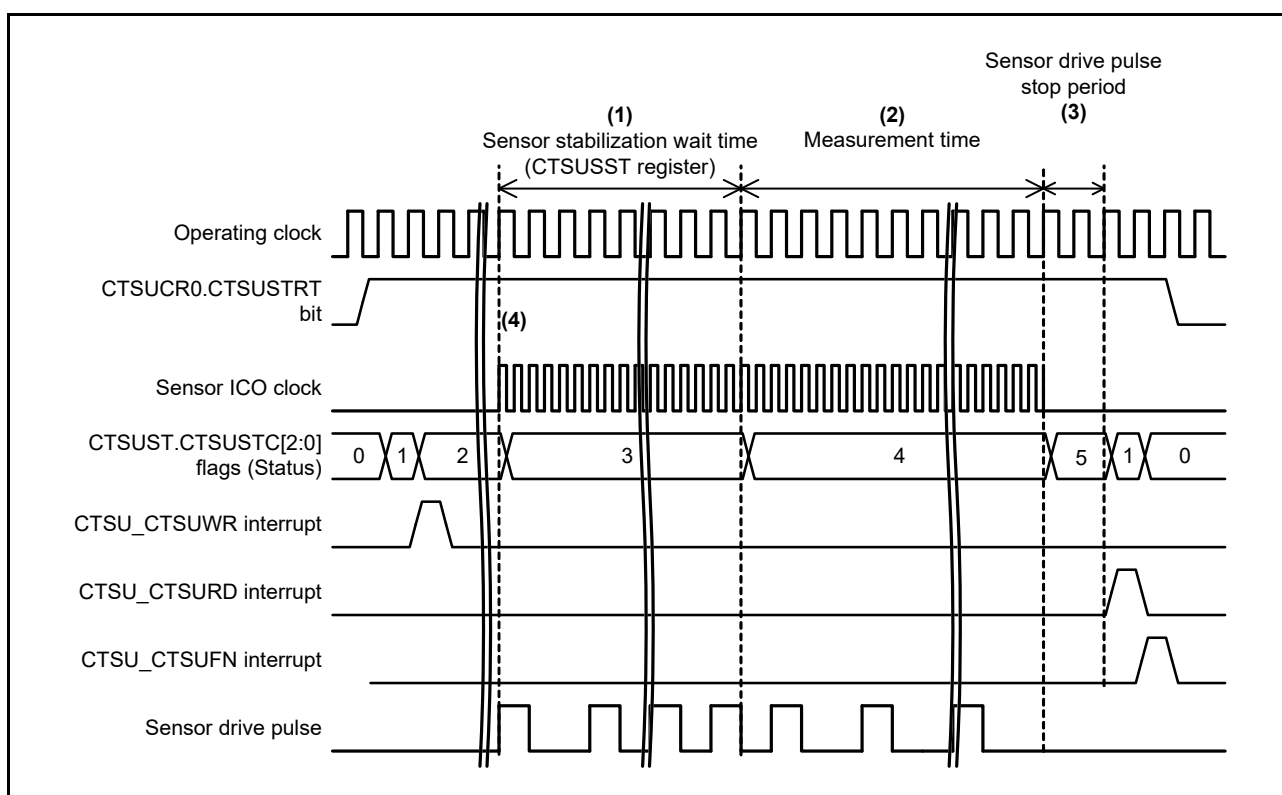 Sensor drive pulse
stop period
(3)
(1)
(2)
Sensor stabilization wait time
(CTSUSST register)
Measurement time
Operating clock
CTSUCR0.CTSUSTRT
bit
(4)
Sensor ICO clock
CTSUST.CTSUSTC[2:0]
flags (Status)
0 1 2 3 4 5 1 0
CTSU_CTSUWR interrupt
CTSU_CTSURD interrupt
CTSU_CTSUFN interrupt
Sensor drive pulse